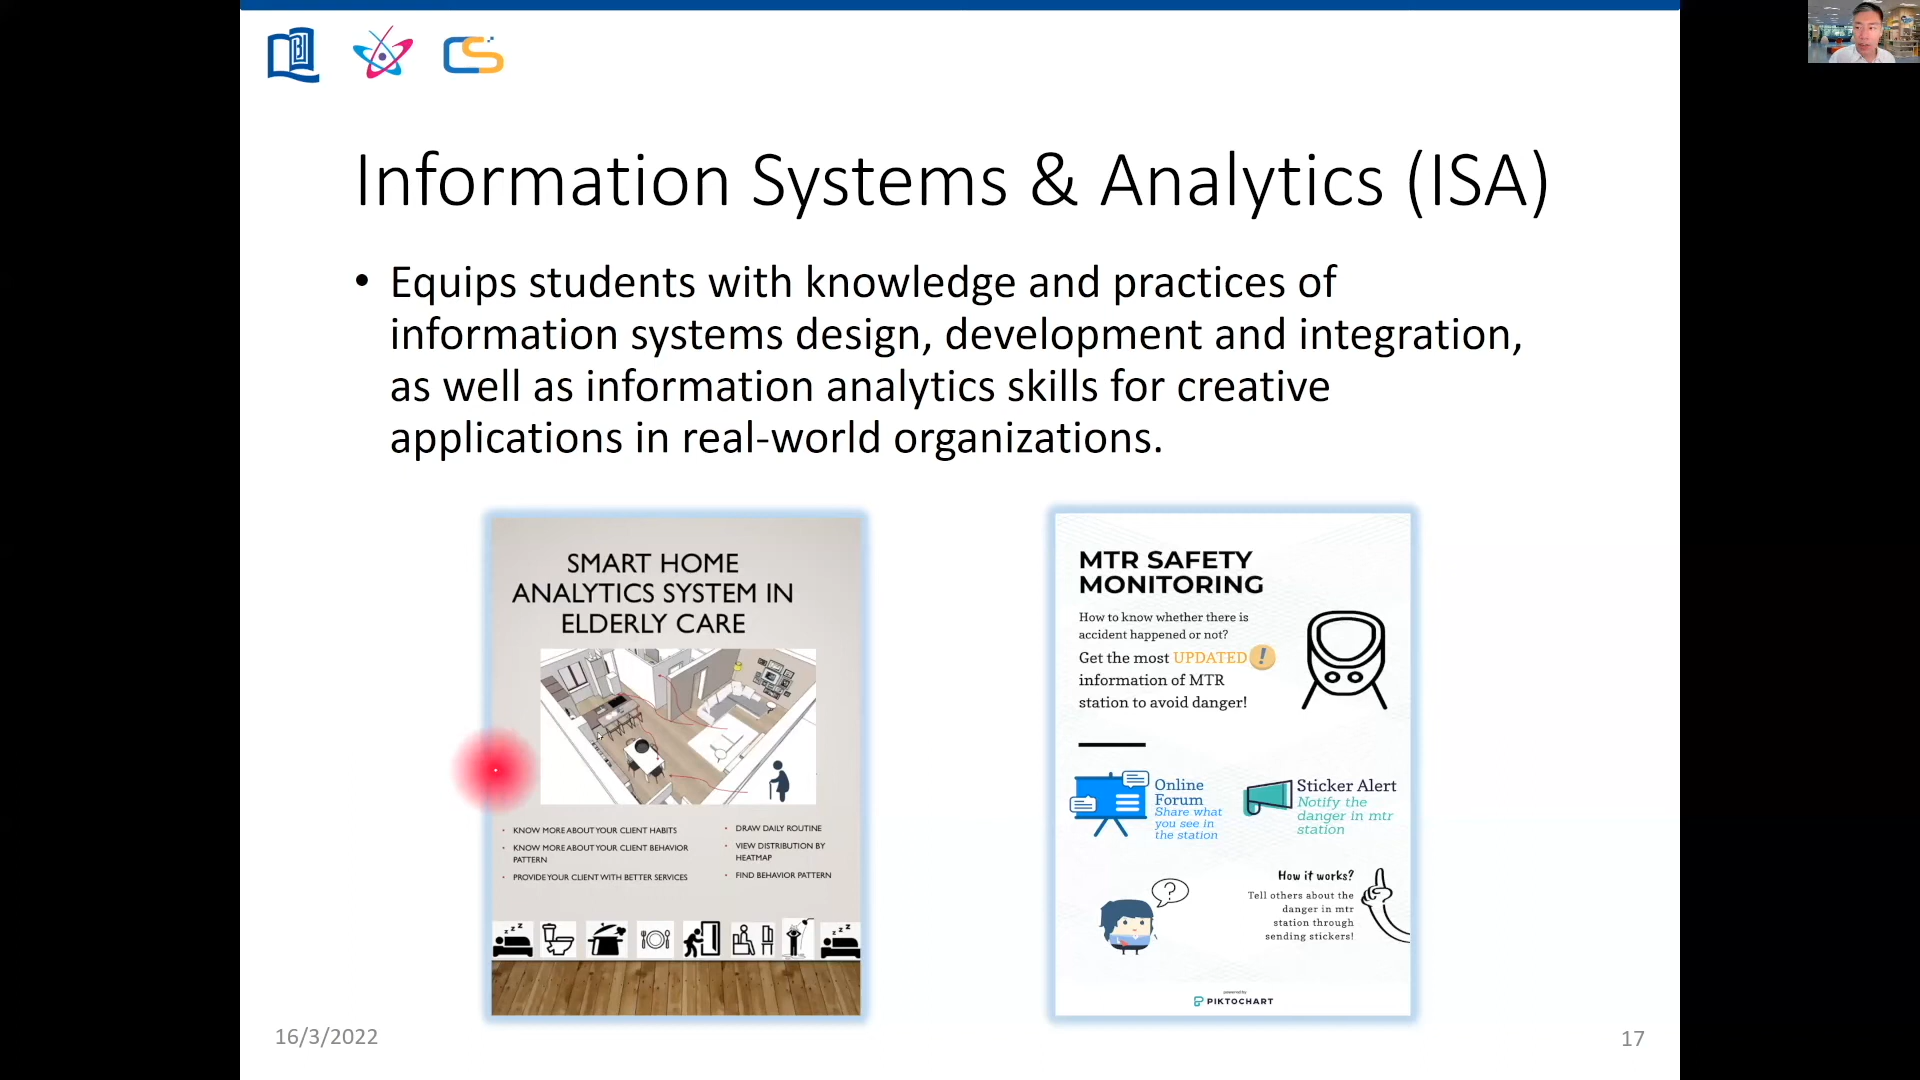 CS
Information Systems & Analytics (ISA)
• Equips students with knowledge and practices of
information systems design, development and integration,
as well as information analytics skills for creative
applications in real-world organizations.
SMART HOME
ANALYTICS SYSTEM IN
ELDERLY CARE
• KNOW MORE ABOUT YOUR CLIENT HABITS
• KNOW MORE ABOUT YOUR CLIENT BEHAVIOR
PATTERN
• PROVIDE YOUR CLIENT WITH BETTER SERVICES
• DRAW DAILY ROUTINE
• VIEW DISTRIBUTION BY
HEATMAP
• FIND BEHAVIOR PATTERN
z z Z
z z Z
MTR SAFETY
MONITORING
How to know whether there is
accident happened or not?
Get the most UPDATED !
information of MTR
station to avoid danger!
Online
Forum
Share what
you see in
the station
Sticker Alert
Notify the
danger in mtr
station
?
How it works?
Tell others about the
danger in mtr
station through
sending stickers!
powered by
PIKTOCHART
16/3/2022
17